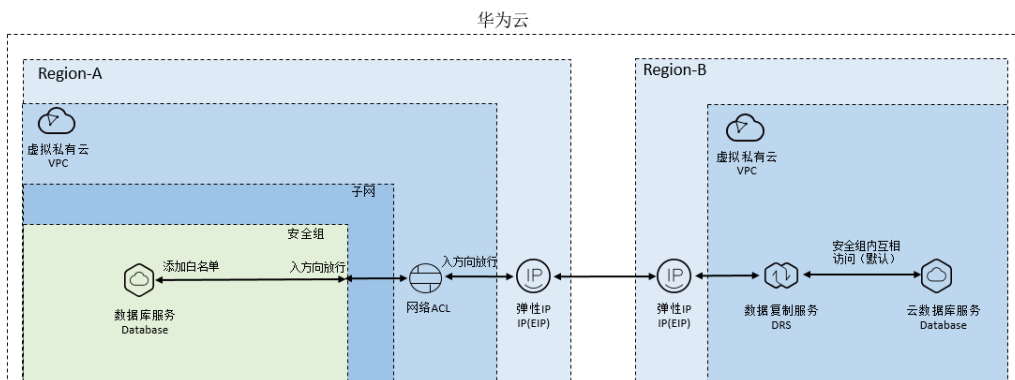 华为云
Region-A
Region-B
虚拟私有云
VPC
虚拟私有云
VPC
子网
安全组
添加白名单
入方向放行
入方向放行
安全组内互相
访问（默认）
数据库服务
Database
网络ACL
IP
弹性IP
IP(EIP)
IP
弹性IP
IP(EIP)
数据复制服务
DRS
云数据库服务
Database